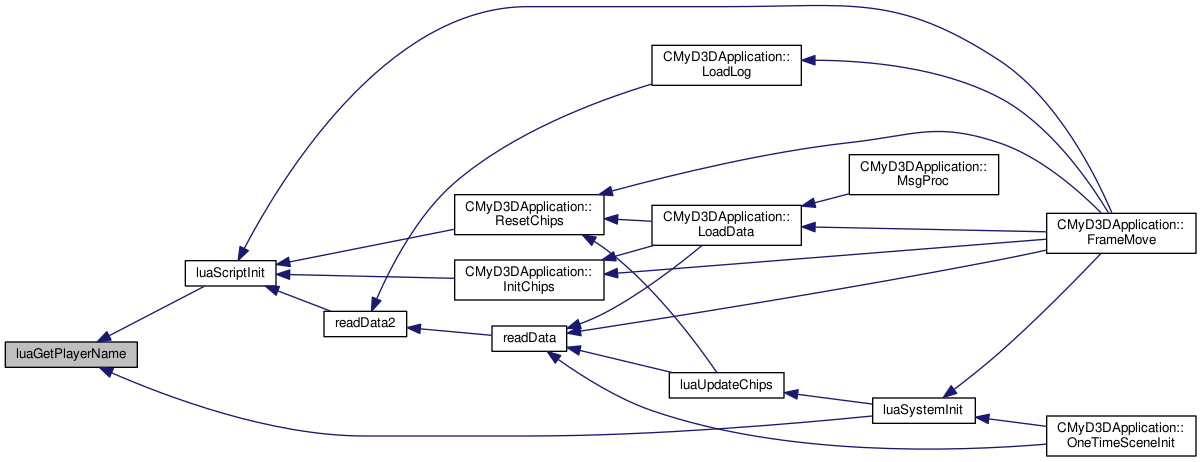 CMyD3DApplication::
LoadLog
CMyD3DApplication::
MsgProc
CMyD3DApplication::
ResetChips
CMyD3DApplication::
LoadData
CMyD3DApplication::
FrameMove
luaScriptInit
CMyD3DApplication::
InitChips
readData2
readData
luaGetPlayerName
luaUpdateChips
luaSystemInit
CMyD3DApplication::
OneTimeSceneInit